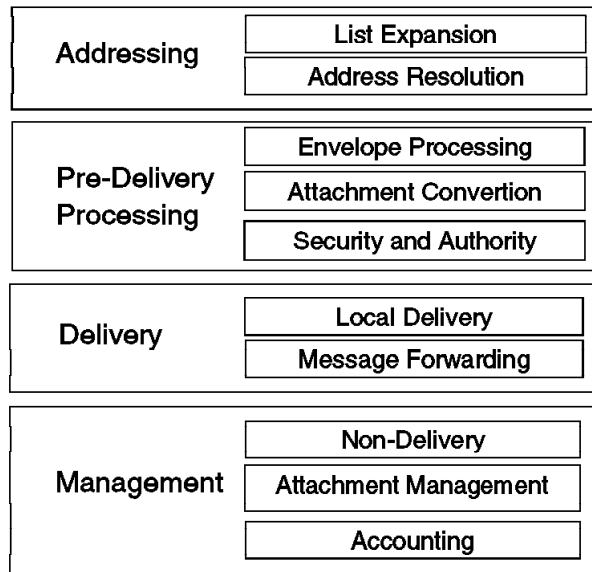 Addressing
List Expansion
Address Resolution
Pre-Delivery
Processing
Envelope Processing
Attachment Convertion
Security and Authority
Delivery
Local Delivery
Message Forwarding
Management
Non-Delivery
Attachment Management
Accounting